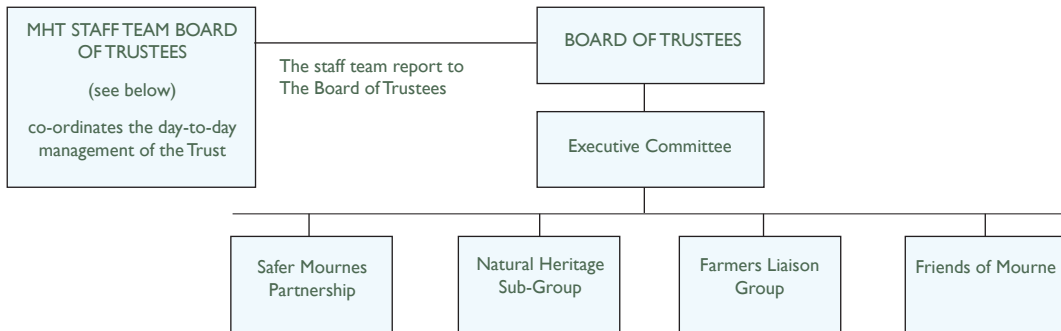 MHT STAFF TEAM BOARD
OF TRUSTEES
(see below)
co-ordinates the day-to-day
management of the Trust
The staff team report to
The Board of Trustees
BOARD OF TRUSTEES
Executive Committee
Safer Mournes
Partnership
Natural Heritage
Sub-Group
Farmers Liaison
Group
Friends of Mourne